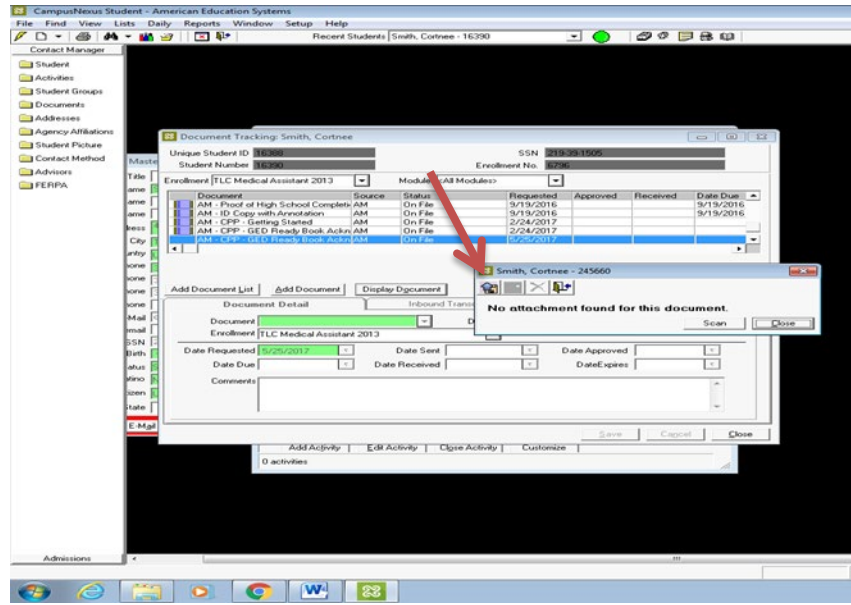 CampusNexus Student - American Education Systems
File Find View Lists Daily Reports Window Setup Help
Recent Students Smith, Cortnee - 16390
Contact Manager
Student
Activities
Student Groups
Documents
Addresses
Agency Affiliations
Student Picture
Contact Method
Advisors
FERPA
Document Tracking: Smith, Cortnee
Unique Student ID 16388 SSN 219-39-1505
Student Number 16390 Enrollment No. 6796
Enrollment TLC Medical Assistant 2013 Module <All Modules>
Document Source Status Requested Approved Received Date Due
AM - Proof of High School Completi AM On File 9/19/2016 9/19/2016
AM - ID Copy with Annotation AM On File 9/19/2016 9/19/2016
AM - CPP - Getting Started AM On File 2/24/2017
AM - CPP - GED Ready Book Ackn AM On File 2/24/2017
AM - CPP - GED Ready Book Ackn AM On File 5/25/2017
Smith, Cortnee - 245660
No attachment found for this document.
Scan Close
Add Document List Add Document Display Document
Document Detail Inbound Trans
Document
Enrollment TLC Medical Assistant 2013
Date Requested 5/25/2017 Date Sent Date Approved
Date Due Date Received DateExpires
Comments
Save Cancel Close
Maste
Title
ame
ame
ame
City
one
E-Mail
Add Activity Edit Activity Close Activity Customize
0 activities
Admissions